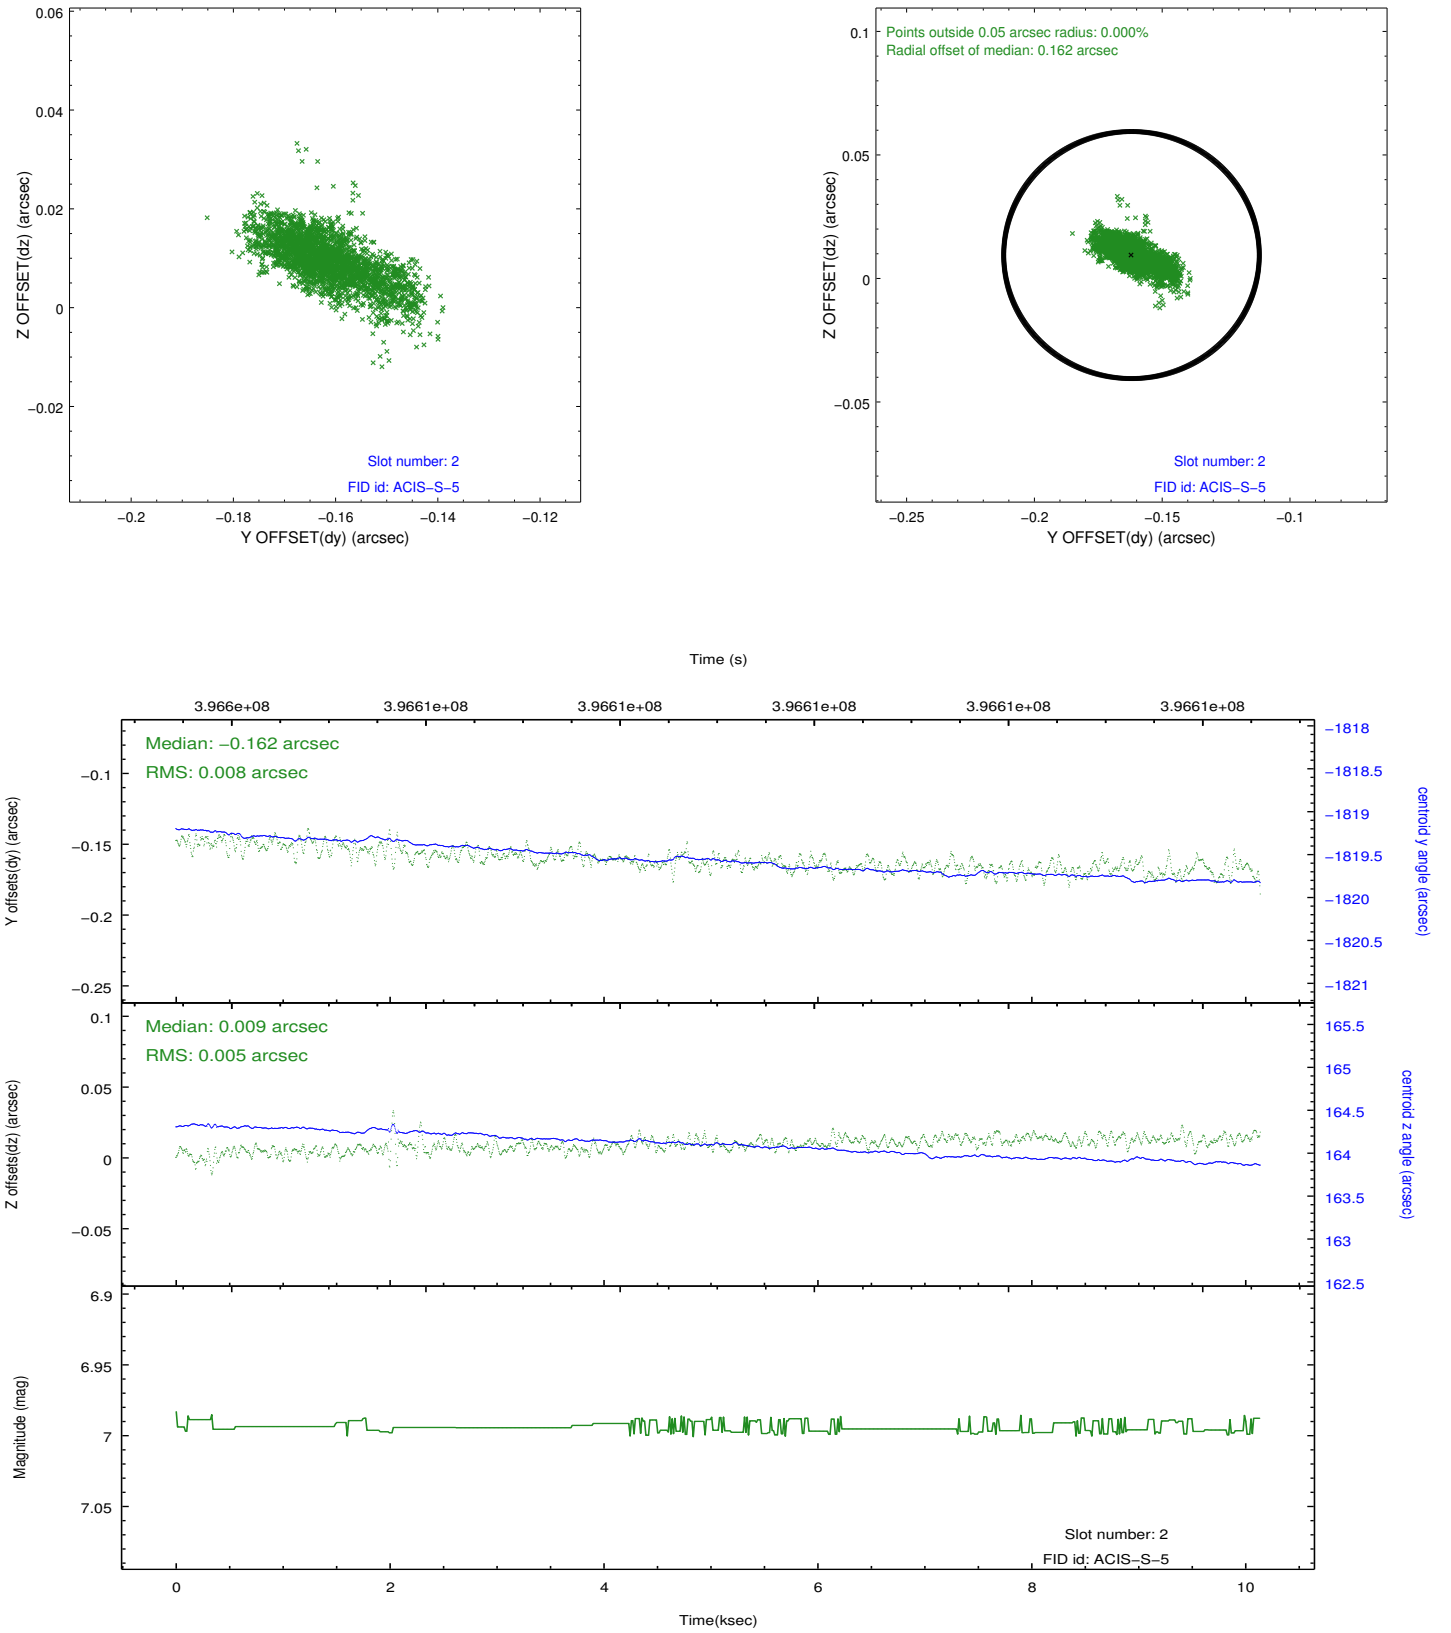 0.06
0.04
0.02
0
−0.02
Z OFFSET(dz) (arcsec)
Slot number: 2
FID id: ACIS−S−5
−0.2
−0.18
−0.16
−0.14
−0.12
Y OFFSET(dy) (arcsec)
Points outside 0.05 arcsec radius: 0.000%
Radial offset of median: 0.162 arcsec
0.1
0.05
0
−0.05
Z OFFSET(dz) (arcsec)
Slot number: 2
FID id: ACIS−S−5
−0.25
−0.2
−0.15
−0.1
Y OFFSET(dy) (arcsec)
Time (s)
3.966e+08
3.9661e+08
3.9661e+08
3.9661e+08
3.9661e+08
3.9661e+08
Median: −0.162 arcsec
RMS: 0.008 arcsec
−0.1
−0.15
−0.2
−0.25
Y offsets(dy) (arcsec)
−1818
−1818.5
−1819
−1819.5
−1820
−1820.5
−1821
centroid y angle (arcsec)
Median: 0.009 arcsec
RMS: 0.005 arcsec
0.1
0.05
0
−0.05
Z offsets(dz) (arcsec)
165.5
165
164.5
164
163.5
163
162.5
centroid z angle (arcsec)
6.9
6.95
7
7.05
Magnitude (mag)
Slot number: 2
FID id: ACIS−S−5
0
2
4
6
8
10
Time(ksec)